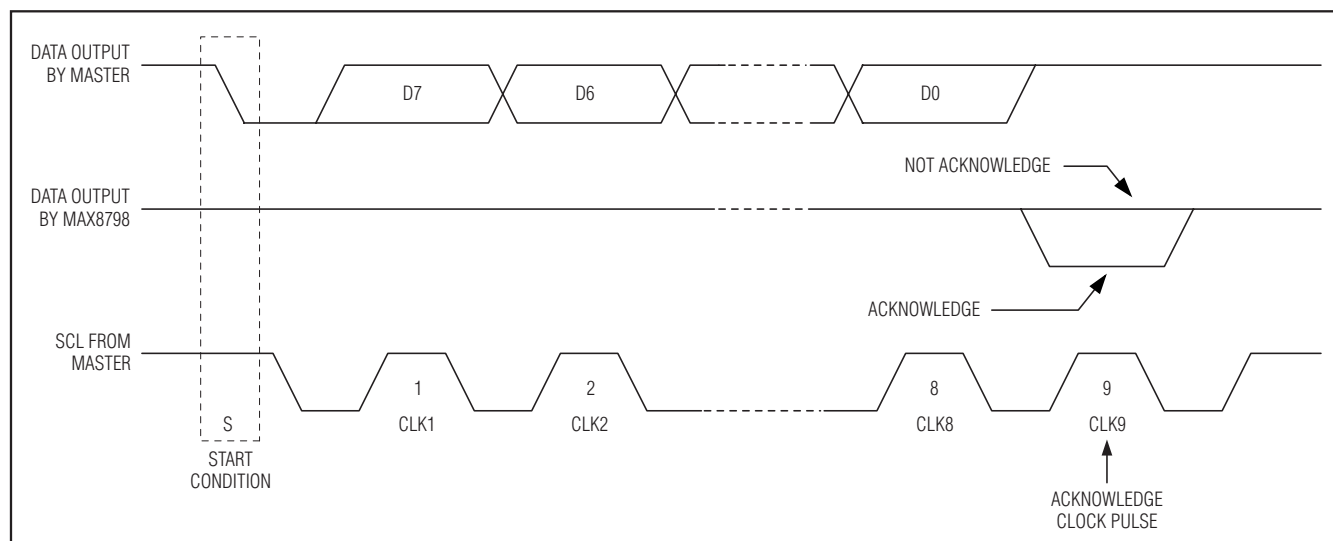 DATA OUTPUT
BY MASTER
D7
D6
D0
NOT ACKNOWLEDGE
DATA OUTPUT
BY MAX8798
ACKNOWLEDGE
SCL FROM
MASTER
1
2
8
9
S
CLK1
CLK2
CLK8
CLK9
START
CONDITION
ACKNOWLEDGE
CLOCK PULSE